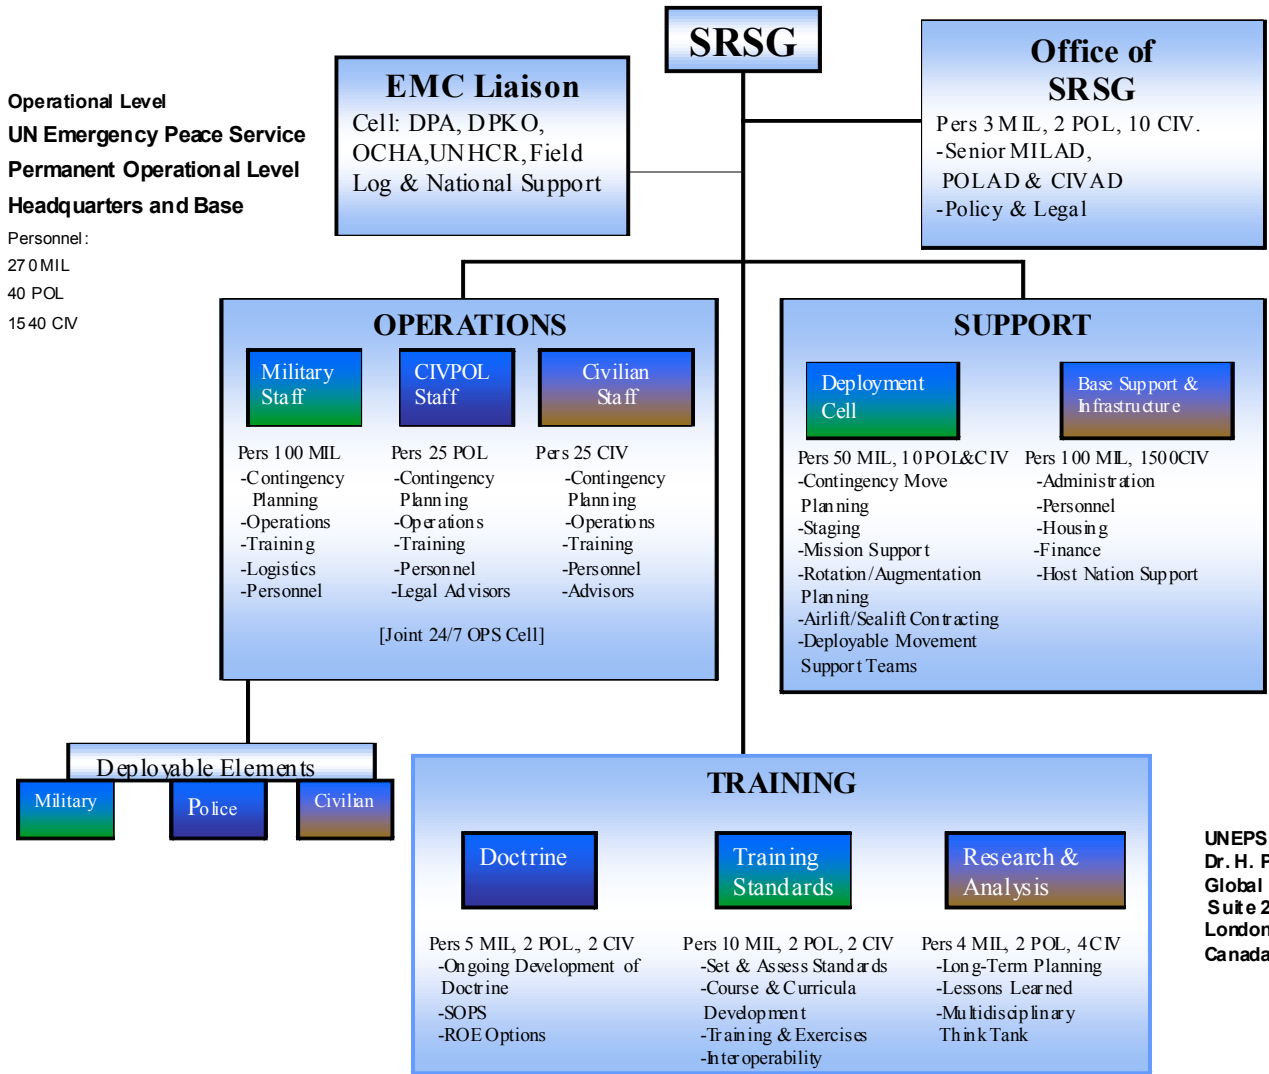 SRSG
Office of
SRSG
Pers 3 MIL, 2 POL, 10 CIV.
-Senior MILAD,
POLAD & CIVAD
-Policy & Legal
EMC Liaison
Cell: DPA, DPKO,
OCHA,UNHCR, Field
Log & National Support
Operational Level
UN Emergency Peace Service
Permanent Operational Level
Headquarters and Base
Personnel:
270 MIL
40 POL
1540 CIV
OPERATIONS
Military
Staff
Pers 100 MIL
-Contingency
Planning
-Operations
-Training
-Logistics
-Personnel
CIVPOL
Staff
Pers 25 POL
-Contingency
Planning
-Operations
-Training
-Personnel
-Legal Advisors
Civilian
Staff
Pers 25 CIV
-Contingency
Planning
-Operations
-Training
-Personnel
-Advisors
[Joint 24/7 OPS Cell]
SUPPORT
Deployment
Cell
Pers 50 MIL, 10 POL&CIV
-Contingency Move
Planning
-Staging
-Mission Support
-Rotation/Augmentation
Planning
-Airlift/Sealift Contracting
-Deployable Movement
Support Teams
Base Support &
Infrastructure
Pers 100 MIL, 1500CIV
-Administration
-Personnel
-Housing
-Finance
-Host Nation Support
Deployable Elements
Military
Police
Civilian
TRAINING
Doctrine
Pers 5 MIL, 2 POL., 2 CIV
-Ongoing Development of
Doctrine
-SOPS
-ROE Options
Training
Standards
Pers 10 MIL, 2 POL, 2 CIV
-Set & Assess Standards
-Course & Curricula
Development
-Training & Exercises
-Interoperability
Research &
Analysis
Pers 4 MIL, 2 POL, 4 CIV
-Long-Term Planning
-Lessons Learned
-Multidisciplinary
Think Tank
UNEPS
Dr. H. P
Global
Suite 2
London
Canada